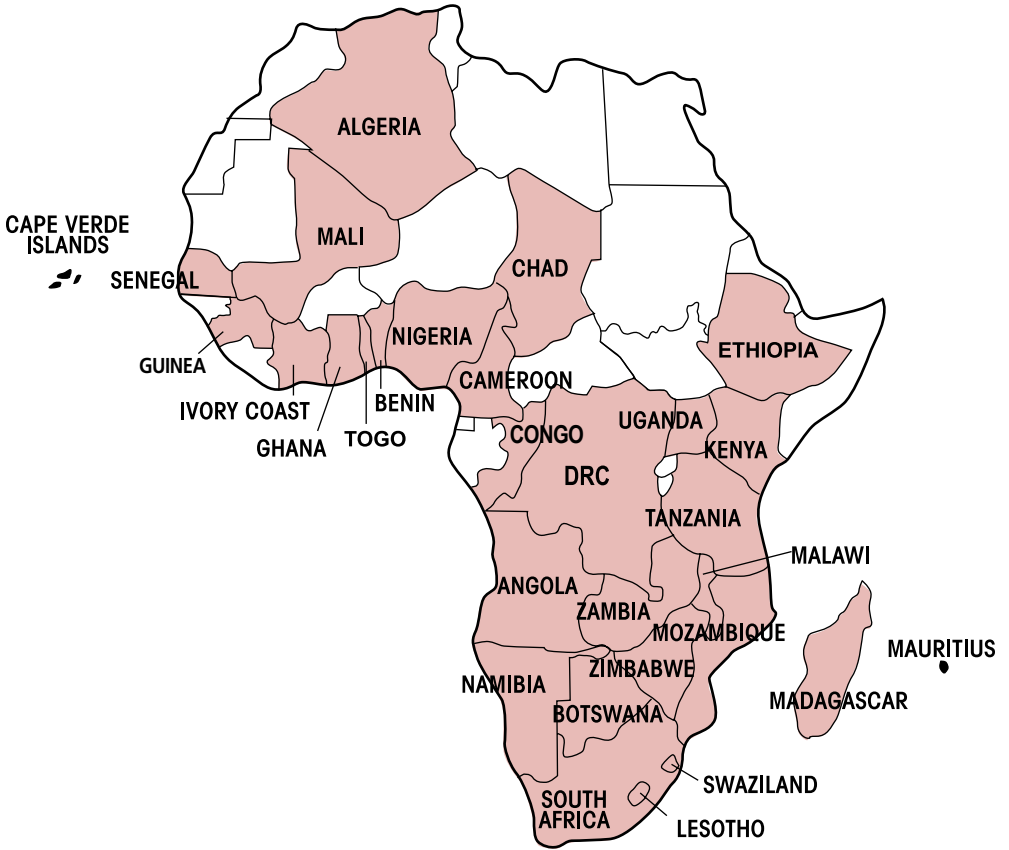 ALGERIA
CAPE VERDE
ISLANDS
MALI
SENEGAL
CHAD
NIGERIA
ETHIOPIA
GUINEA
CAMEROON
IVORY COAST
BENIN
GHANA
TOGO
UGANDA
CONGO
KENYA
DRC
TANZANIA
MALAWI
ANGOLA
ZAMBIA
MOZAMBIQUE
MAURITIUS
ZIMBABWE
NAMIBIA
MADAGASCAR
BOTSWANA
SWAZILAND
SOUTH
AFRICA
LESOTHO